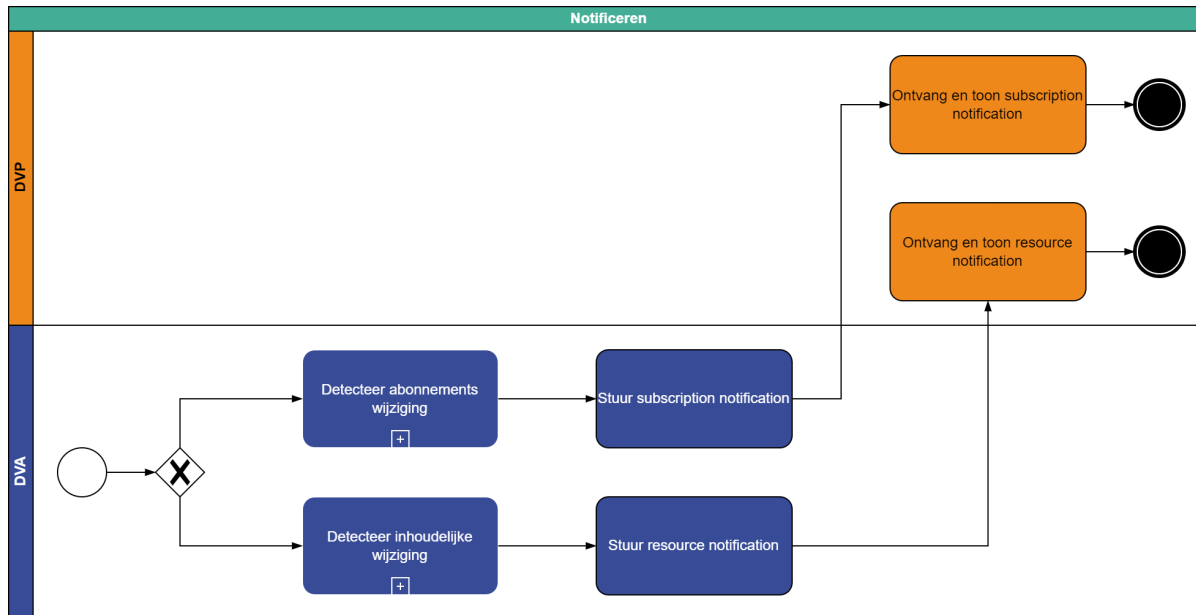 Notificeren
DVP
Ontvang en toon subscription
notification
Ontvang en toon resource
notification
DVA
Detecteer abonnements
wijziging
Stuur subscription notification
Detecteer inhoudelijke
wijziging
Stuur resource notification